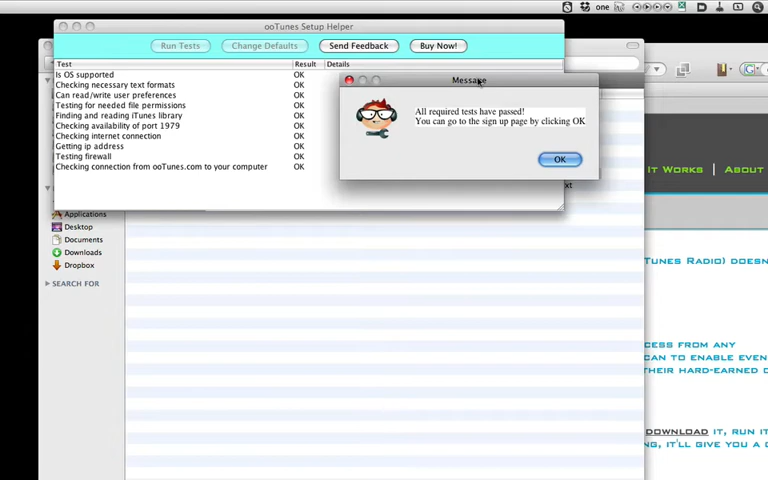 one
ooTunes Setup Helper
Run Tests
Change Defaults
Send Feedback
Buy Now!
Test
Result
Details
Is OS supported OK
Checking necessary text formats OK
Can read/write user preferences OK
Testing for needed file permissions OK
Finding and reading iTunes library OK
Checking availability of port 1979 OK
Checking internet connection OK
Getting ip address OK
Testing firewall OK
Checking connection from ooTunes.com to your computer OK
Message
All required tests have passed!
You can go to the sign up page by clicking OK
OK
Applications
Desktop
Documents
Downloads
Dropbox
SEARCH FOR
It Works | About
Tunes Radio) doesn
cess from any
can to enable even
their hard-earned
download it, run it
ng, it'll give you a